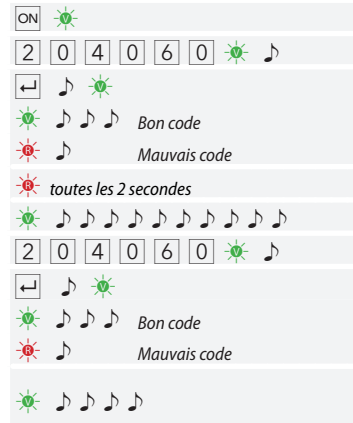 ON V
2 0 4 0 6 0 V ♪
↵ ♪ V
V ♪ ♪ ♪ Bon code
R ♪ Mauvais code
R toutes les 2 secondes
V ♪ ♪ ♪ ♪ ♪ ♪ ♪ ♪ ♪ ♪
2 0 4 0 6 0 V ♪
↵ ♪ V
V ♪ ♪ ♪ Bon code
R ♪ Mauvais code
V ♪ ♪ ♪ ♪